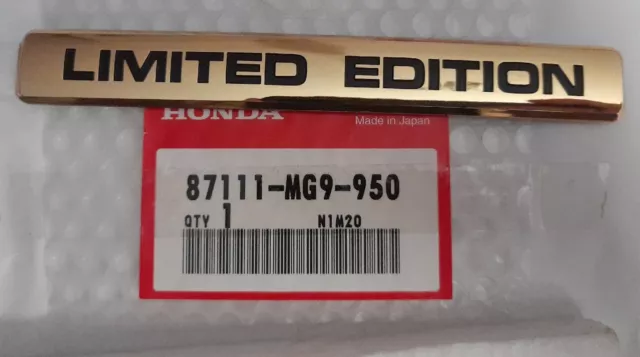 LIMITED EDITION
HONDA
Made in Japan
87111-MG9-950
QTY 1 N1M20